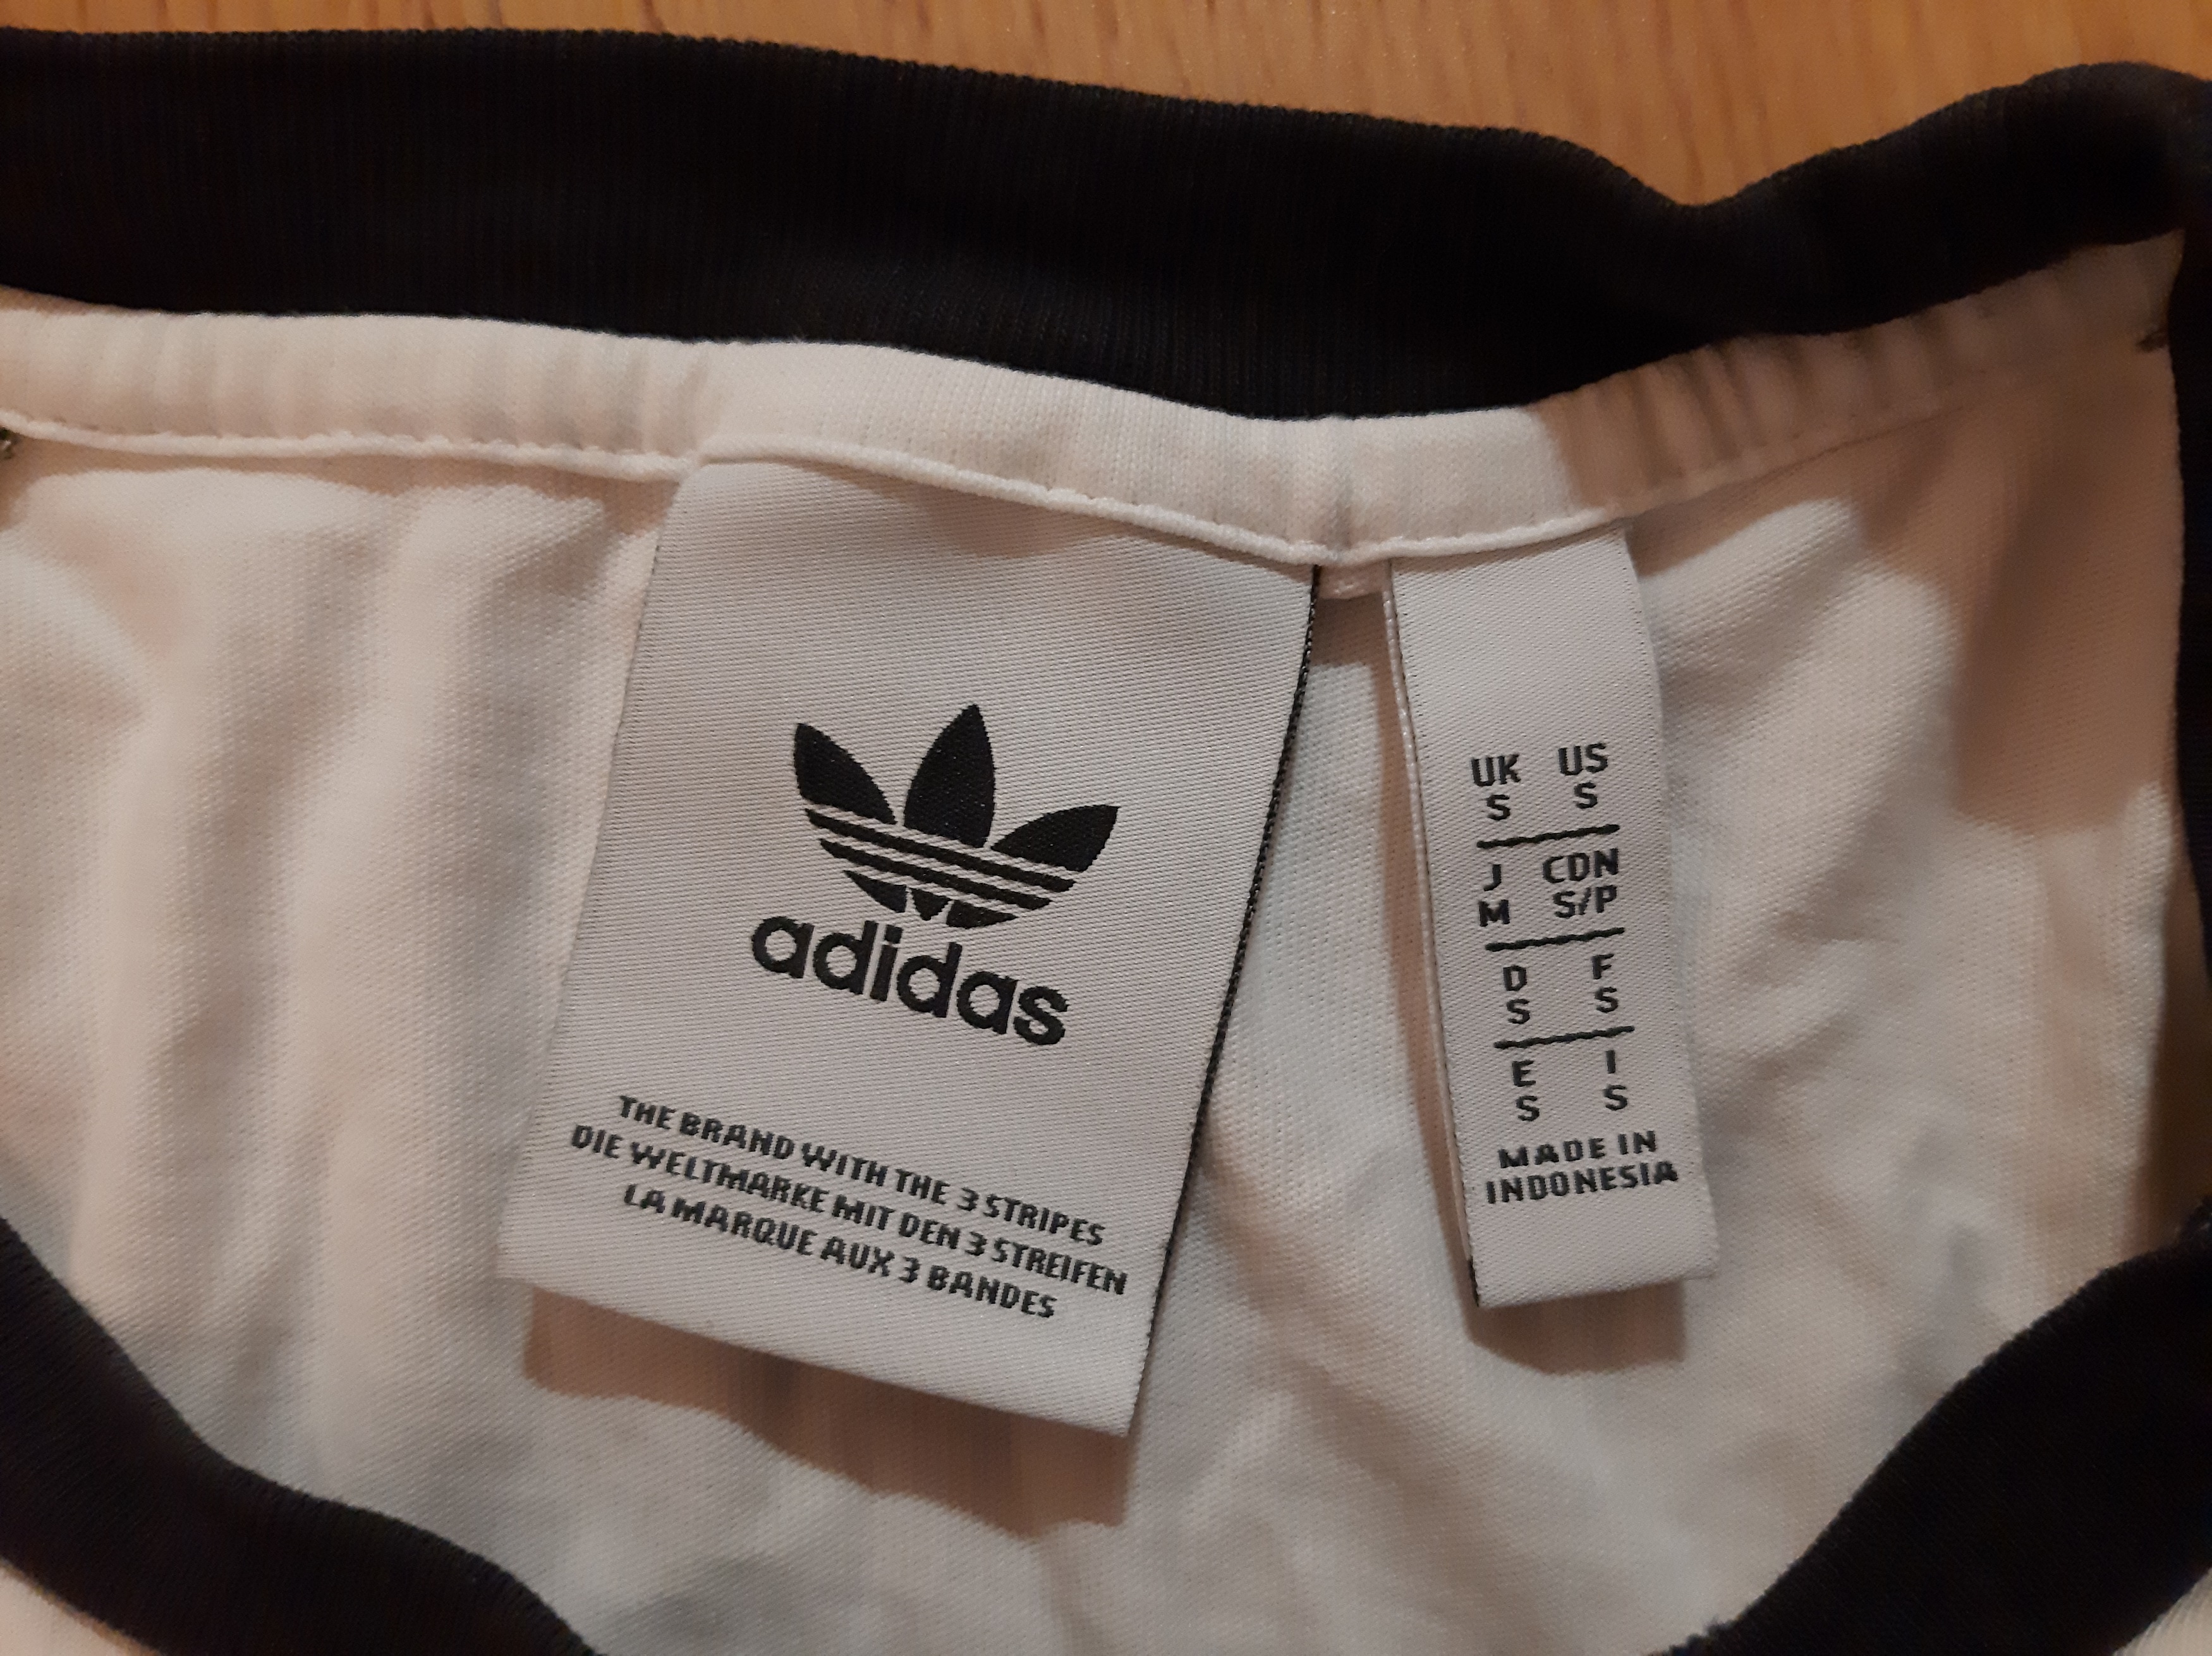 adidas
THE BRAND WITH THE 3 STRIPES
DIE WELTMARKE MIT DEN 3 STREIFEN
LA MARQUE AUX 3 BANDES
UK US
S S
J CDN
M S/P
D F
S S
E I
S S
MADE IN
INDONESIA